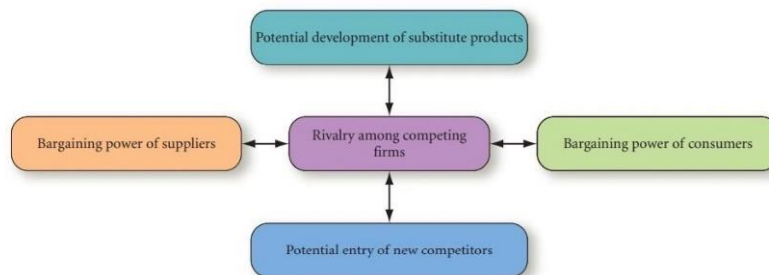 Potential development of substitute products
Bargaining power of suppliers
Rivalry among competing
firms
Bargaining power of consumers
Potential entry of new competitors